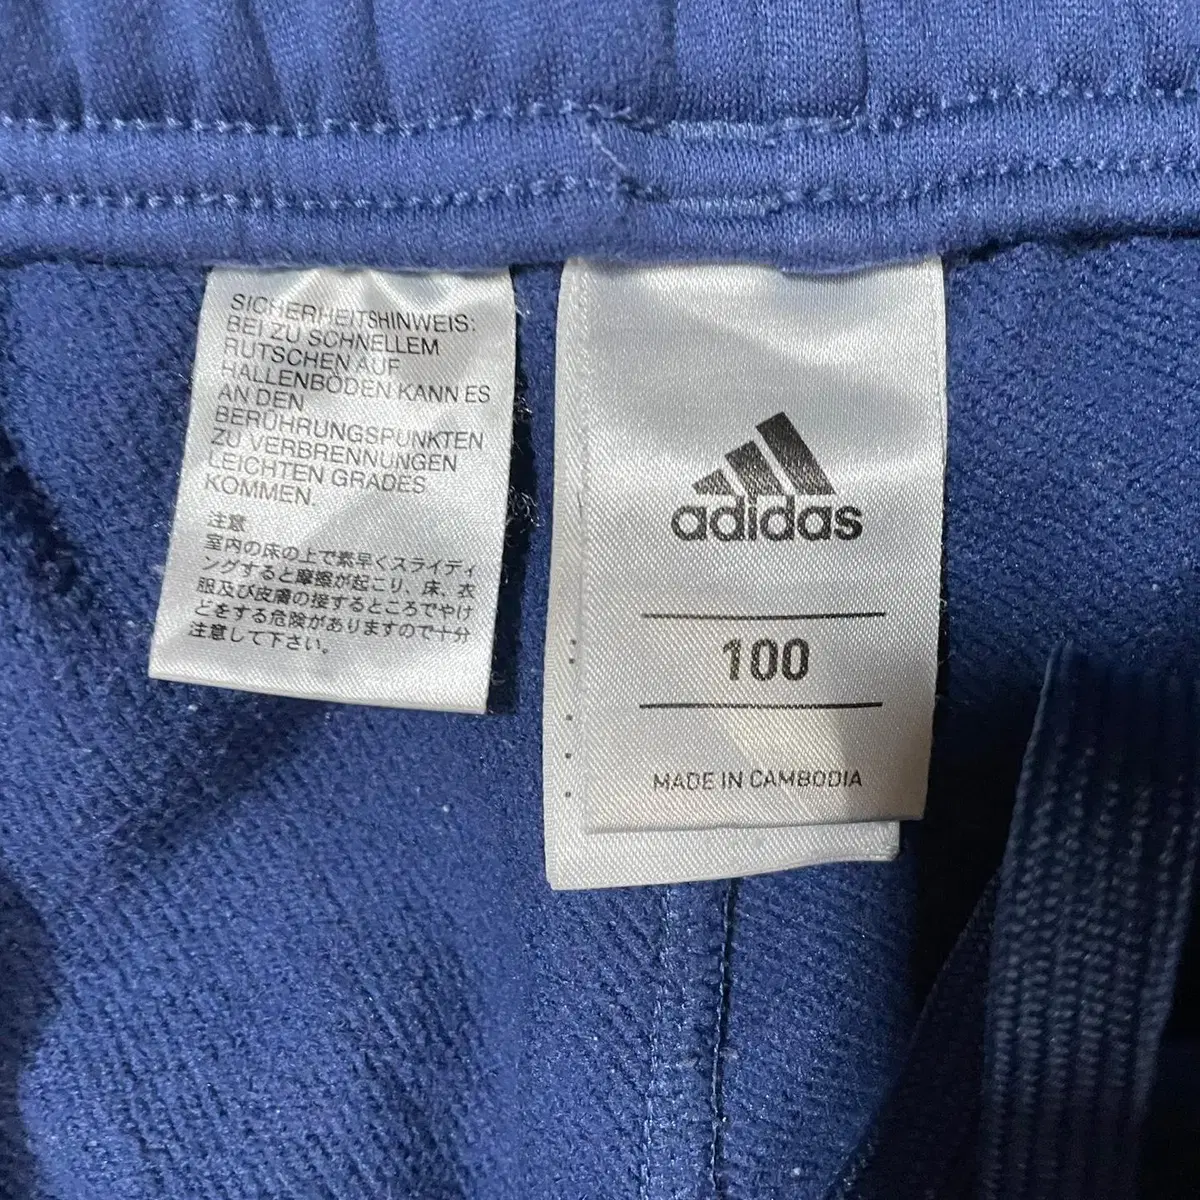 SICHERHEITSHINWEIS:
BEI ZU SCHNELLEM
RUTSCHEN AUF
HALLENBÖDEN KANN ES
AN DEN
BERÜHRUNGSPUNKTEN
ZU VERBRENNUNGEN
LEICHTEN GRADES
KOMMEN.
注意
室内の床の上で素早くスライディ
ングすると摩擦が起こり、床、衣
服及び皮膚の接するところでやけ
どをする危険がありますので十分
注意して下さい。
adidas
100
MADE IN CAMBODIA